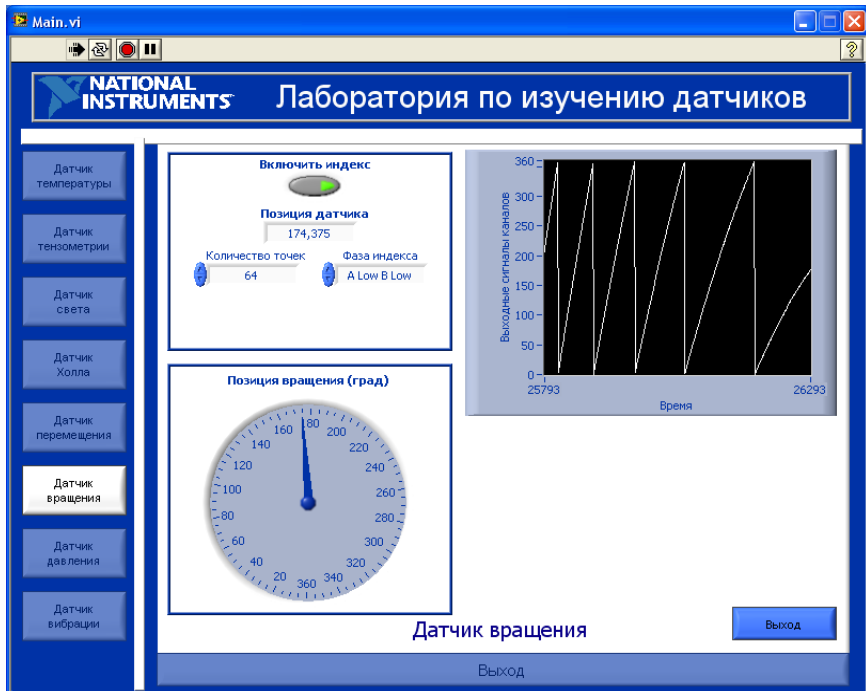 Main.vi
NATIONAL
INSTRUMENTS
Лаборатория по изучению датчиков
Датчик
температуры
Датчик
тензометрии
Датчик
света
Датчик
Холла
Датчик
перемещения
Датчик
вращения
Датчик
давления
Датчик
вибрации
Включить индекс
Позиция датчика
174,375
Количество точек
Фаза индекса
64
A Low B Low
Позиция вращения (град)
20
40
60
80
100
120
140
160
180
200
220
240
260
280
300
320
340
360
Выходные сигналы каналов
360
300
250
200
150
100
50
0
25793
26293
Время
Датчик вращения
Выход
Выход